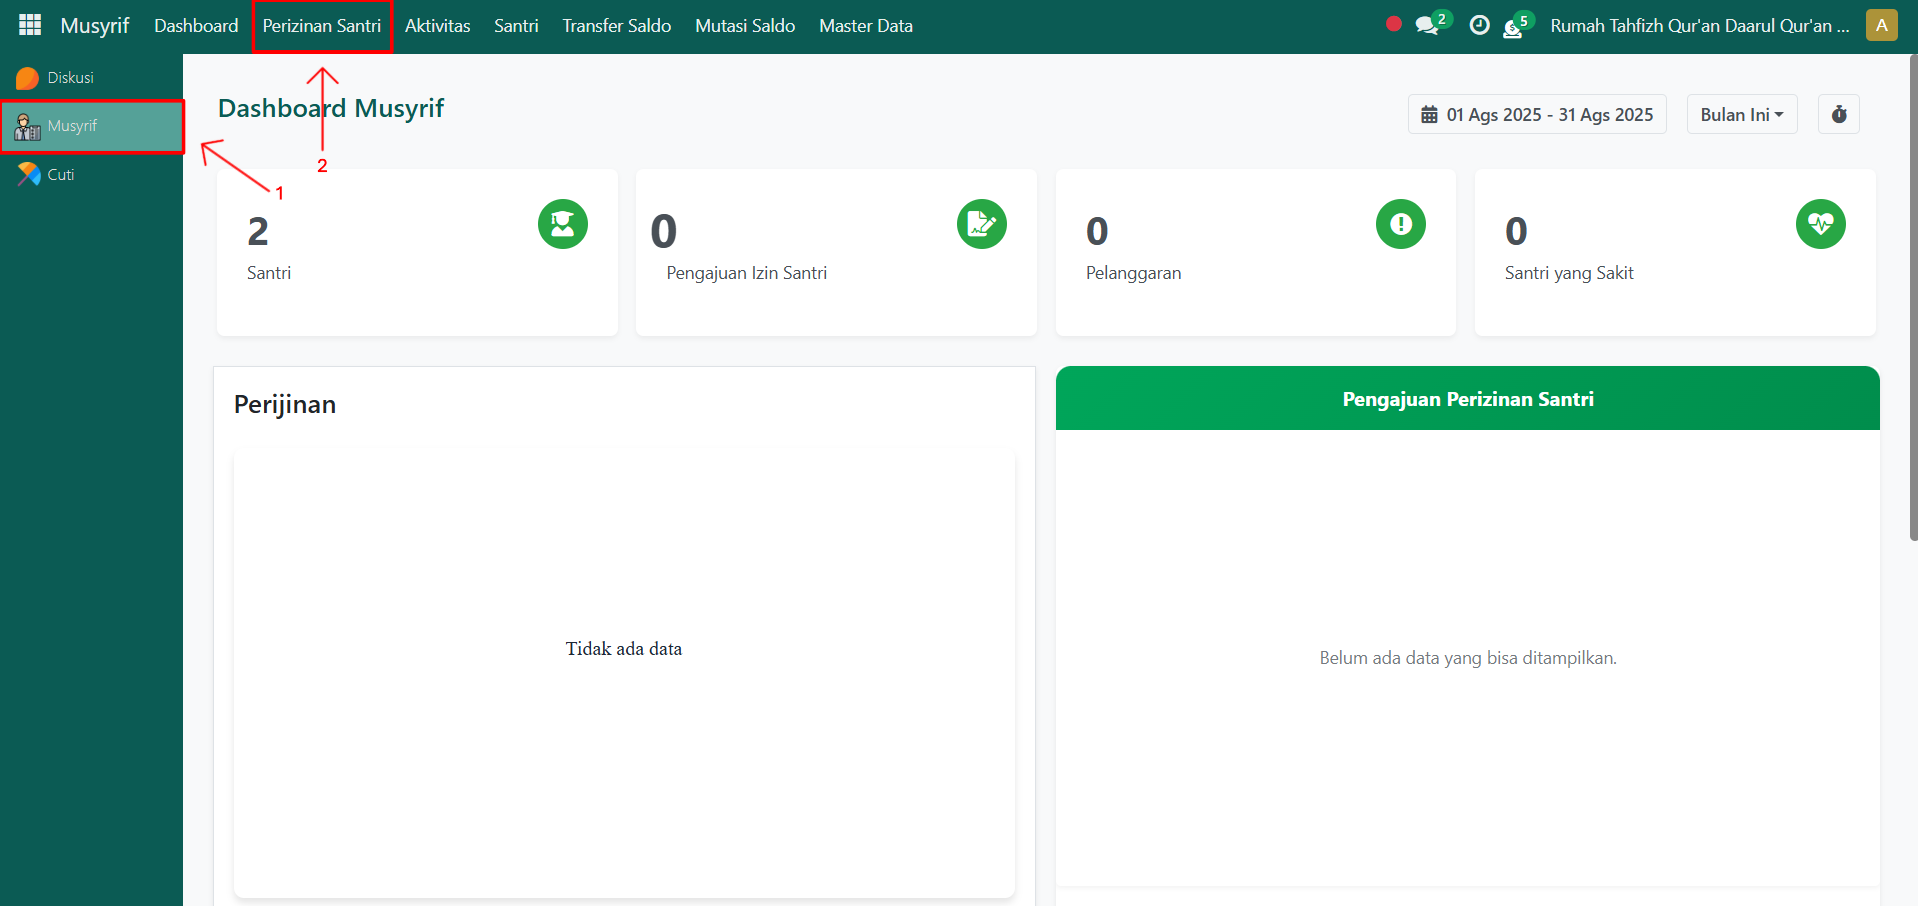 Musyrif Dashboard Perizinan Santri Aktivitas Santri Transfer Saldo Mutasi Saldo Master Data 2 5 Rumah Tahfizh Qur'an Daarul Qur'an ... A
Diskusi
Musyrif
Cuti
Dashboard Musyrif
01 Ags 2025 - 31 Ags 2025 Bulan Ini
2
1
2
Santri
0
Pengajuan Izin Santri
0
Pelanggaran
0
Santri yang Sakit
Perijinan
Tidak ada data
Pengajuan Perizinan Santri
Belum ada data yang bisa ditampilkan.